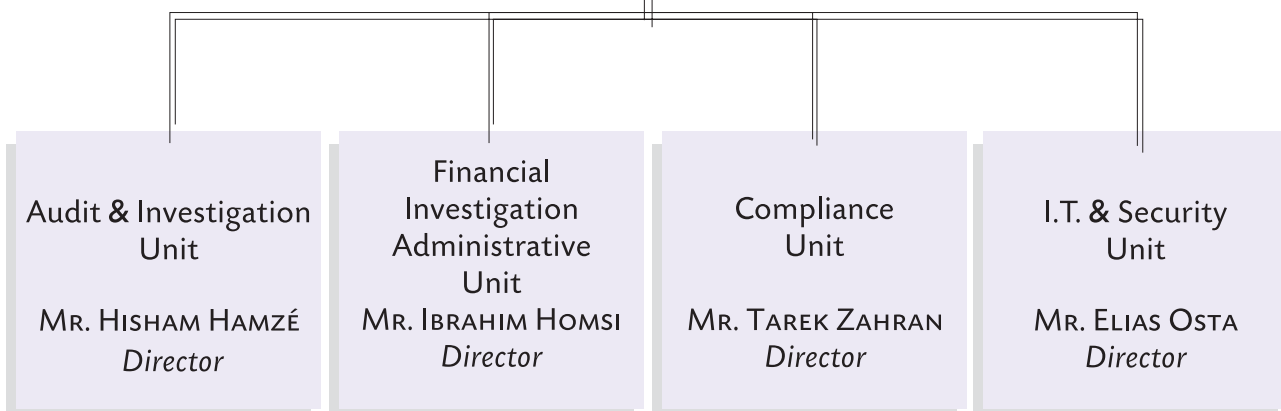 Audit & Investigation
Unit
Mr. Hisham Hamzé
Director
Financial
Investigation
Administrative
Unit
Mr. Ibrahim Homsi
Director
Compliance
Unit
Mr. Tarek Zahran
Director
I.T. & Security
Unit
Mr. Elias Osta
Director